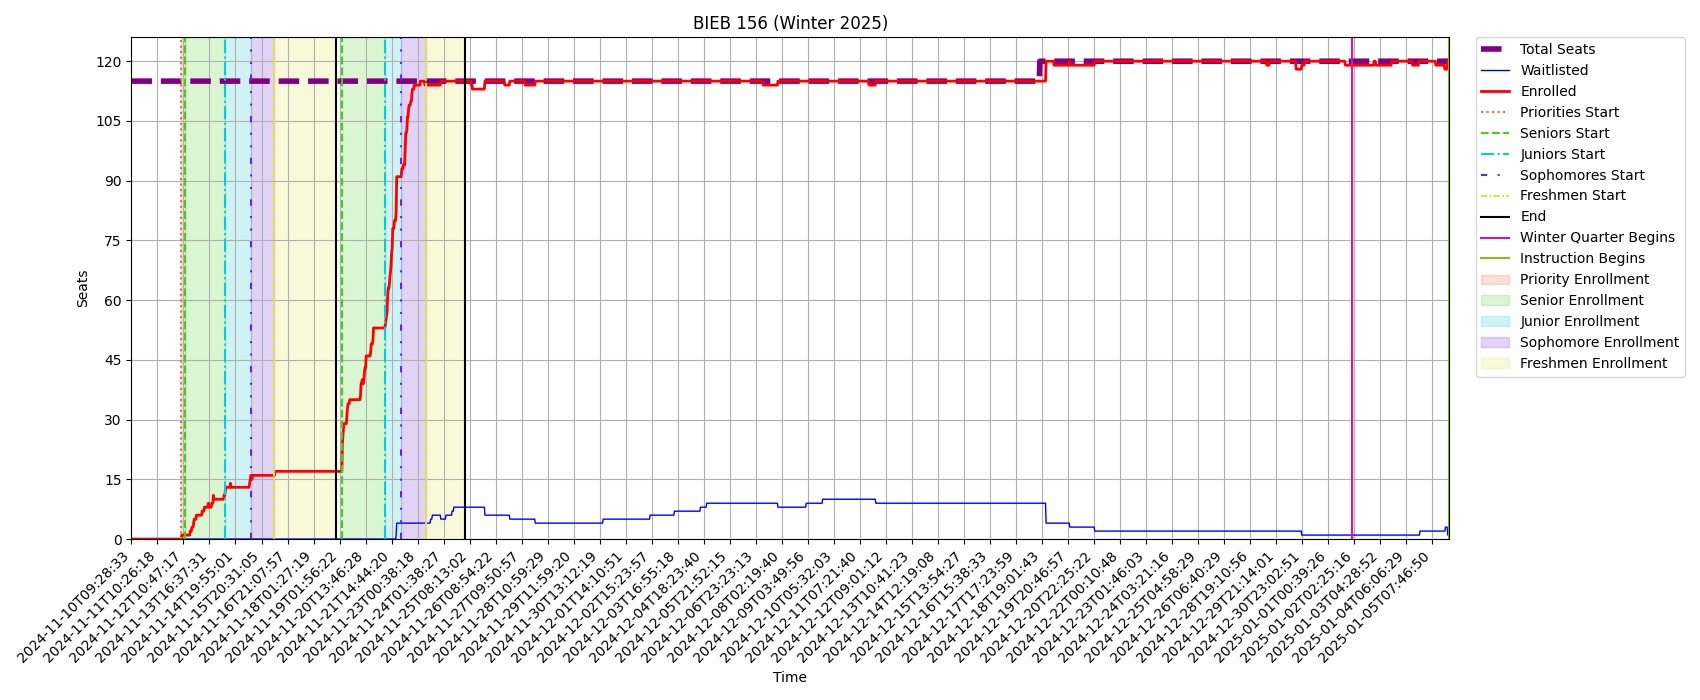 BIEB 156 (Winter 2025)
Total Seats
Waitlisted
Enrolled
Priorities Start
Seniors Start
Juniors Start
Sophomores Start
Freshmen Start
End
Winter Quarter Begins
Instruction Begins
Priority Enrollment
Senior Enrollment
Junior Enrollment
Sophomore Enrollment
Freshmen Enrollment
Seats
120
105
90
75
60
45
30
15
0
2024-11-10T09:28:33
2024-11-11T10:26:18
2024-11-12T10:47:17
2024-11-13T16:37:31
2024-11-14T19:55:01
2024-11-15T20:31:05
2024-11-16T21:07:57
2024-11-18T01:27:19
2024-11-19T01:56:22
2024-11-20T13:46:28
2024-11-21T14:44:20
2024-11-23T00:38:18
2024-11-24T07:38:27
2024-11-25T08:13:02
2024-11-26T08:54:22
2024-11-27T09:50:57
2024-11-28T10:59:29
2024-11-29T11:59:20
2024-11-30T13:12:19
2024-12-01T14:10:51
2024-12-02T15:23:57
2024-12-03T16:55:18
2024-12-04T18:23:40
2024-12-05T21:52:15
2024-12-06T23:23:13
2024-12-08T02:19:40
2024-12-09T03:49:56
2024-12-10T05:32:03
2024-12-11T07:21:40
2024-12-12T09:01:12
2024-12-13T10:41:23
2024-12-14T12:19:08
2024-12-15T13:54:27
2024-12-16T15:38:33
2024-12-17T17:23:59
2024-12-18T19:01:43
2024-12-19T20:46:57
2024-12-20T22:25:22
2024-12-22T00:10:48
2024-12-23T01:46:03
2024-12-24T03:21:16
2024-12-25T04:58:29
2024-12-26T06:40:29
2024-12-28T19:10:56
2024-12-29T21:14:01
2024-12-30T23:02:51
2025-01-01T00:39:26
2025-01-02T02:25:16
2025-01-03T04:28:52
2025-01-04T06:06:29
2025-01-05T07:46:50
Time